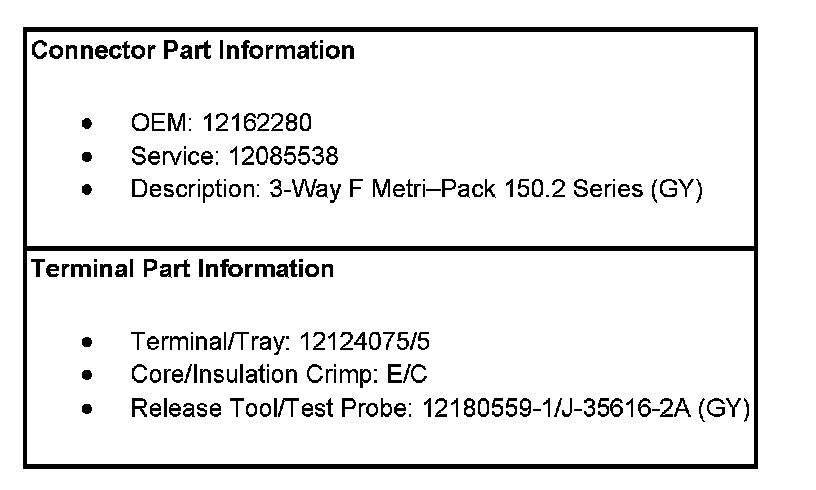 Connector Part Information
● OEM: 12162280
● Service: 12085538
● Description: 3-Way F Metri–Pack 150.2 Series (GY)
Terminal Part Information
● Terminal/Tray: 12124075/5
● Core/Insulation Crimp: E/C
● Release Tool/Test Probe: 12180559-1/J-35616-2A (GY)